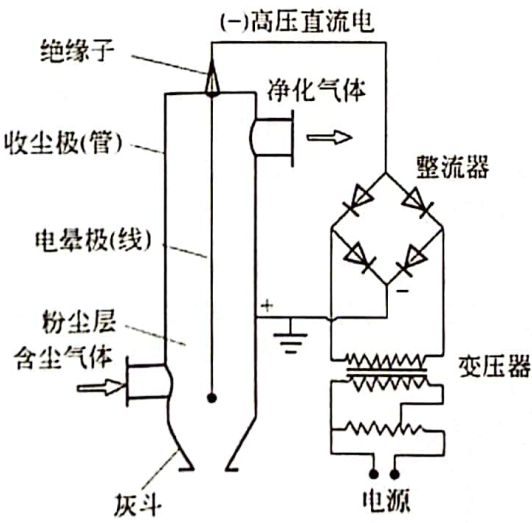 (−)高压直流电
绝缘子
净化气体
收尘极(管)
整流器
电晕极(线)
−
+
粉尘层
含尘气体
变压器
灰斗
电源